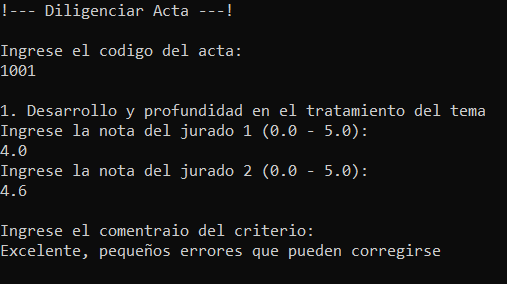 !--- Diligenciar Acta ---!
Ingrese el codigo del acta:
1001
1. Desarrollo y profundidad en el tratamiento del tema
Ingrese la nota del jurado 1 (0.0 - 5.0):
4.0
Ingrese la nota del jurado 2 (0.0 - 5.0):
4.6
Ingrese el comentraio del criterio:
Excelente, pequeños errores que pueden corregirse